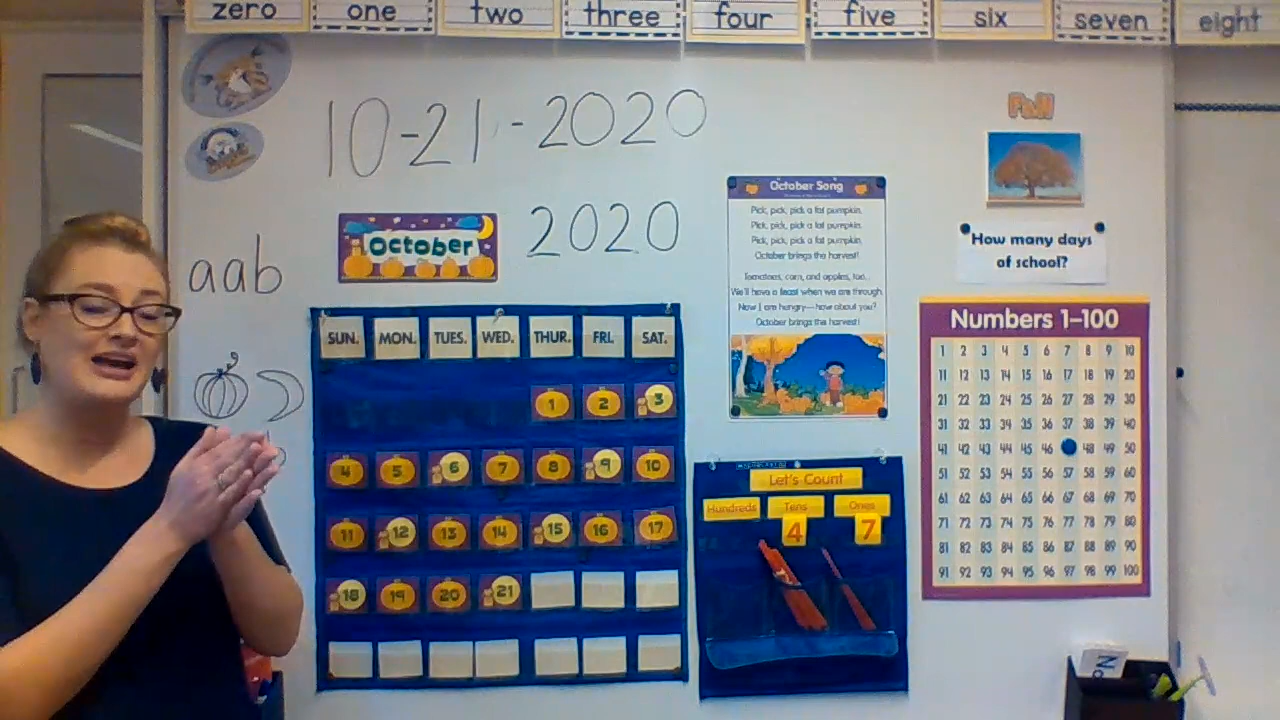 zero one two three four five six seven eight
10-21-2020
Fall
October
2020
aab
October Song
Pick, pick, pick a fat pumpkin.
Pick, pick, pick a fat pumpkin.
Pick, pick, pick a fat pumpkin.
October brings the harvest!
Tomatoes, corn, and apples, too.
We'll have a feast when we are through.
Now I am hungry—how about you?
October brings the harvest!
How many days
of school?
SUN. MON. TUES. WED. THUR. FRI. SAT.
1 2 3
4 5 6 7 8 9 10
11 12 13 14 15 16 17
18 19 20 21
Let's Count
Hundreds Tens Ones
4 7
Numbers 1–100
1 2 3 4 5 6 7 8 9 10
11 12 13 14 15 16 17 18 19 20
21 22 23 24 25 26 27 28 29 30
31 32 33 34 35 36 37 38 39 40
41 42 43 44 45 46 48 49 50
51 52 53 54 55 56 57 58 59 60
61 62 63 64 65 66 67 68 69 70
71 72 73 74 75 76 77 78 79 80
81 82 83 84 85 86 87 88 89 90
91 92 93 94 95 96 97 98 99 100
No